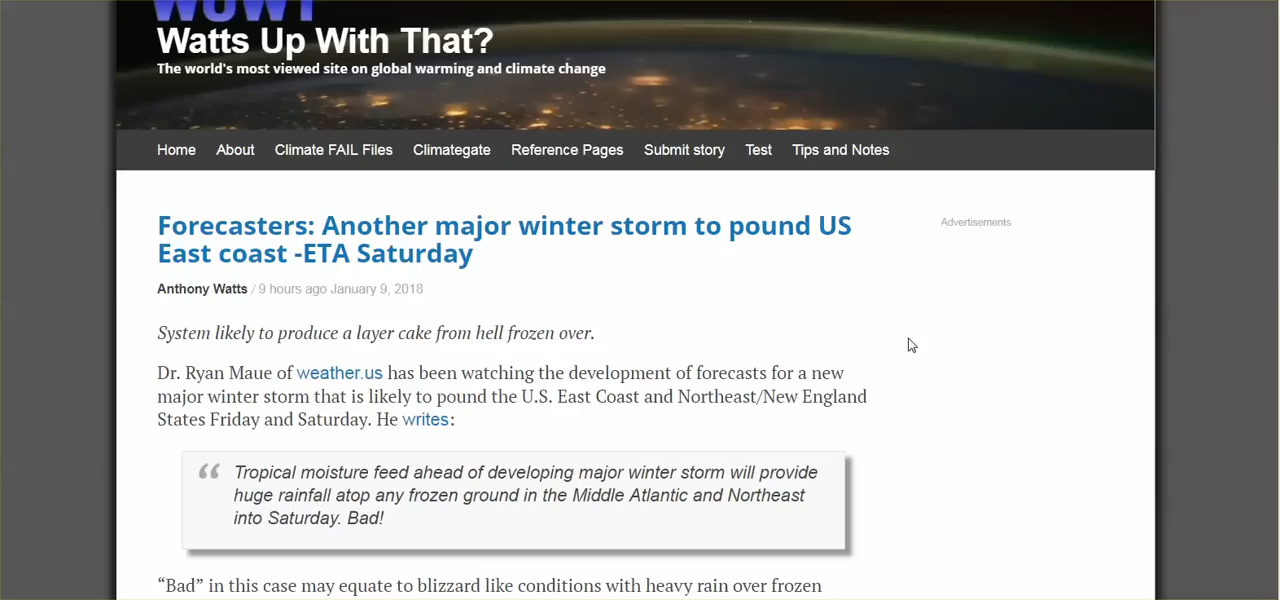 WUWT
Watts Up With That?
The world's most viewed site on global warming and climate change
Home About Climate FAIL Files Climategate Reference Pages Submit story Test Tips and Notes
Forecasters: Another major winter storm to pound US
East coast -ETA Saturday
Advertisements
Anthony Watts / 9 hours ago January 9, 2018
System likely to produce a layer cake from hell frozen over.
Dr. Ryan Maue of weather.us has been watching the development of forecasts for a new
major winter storm that is likely to pound the U.S. East Coast and Northeast/New England
States Friday and Saturday. He writes:
“ Tropical moisture feed ahead of developing major winter storm will provide
huge rainfall atop any frozen ground in the Middle Atlantic and Northeast
into Saturday. Bad!
“Bad” in this case may equate to blizzard like conditions with heavy rain over frozen